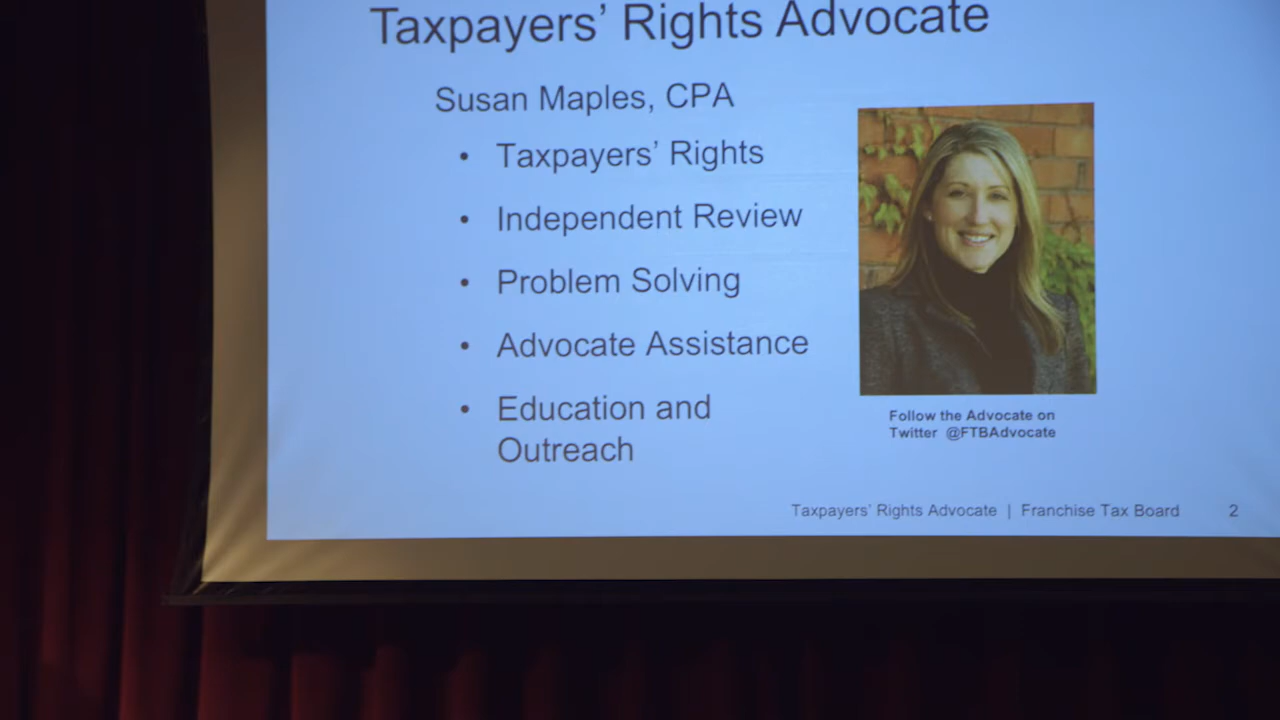 Taxpayers’ Rights Advocate
Susan Maples, CPA
• Taxpayers’ Rights
• Independent Review
• Problem Solving
• Advocate Assistance
• Education and
Outreach
Follow the Advocate on
Twitter @FTBAdvocate
Taxpayers’ Rights Advocate | Franchise Tax Board 2